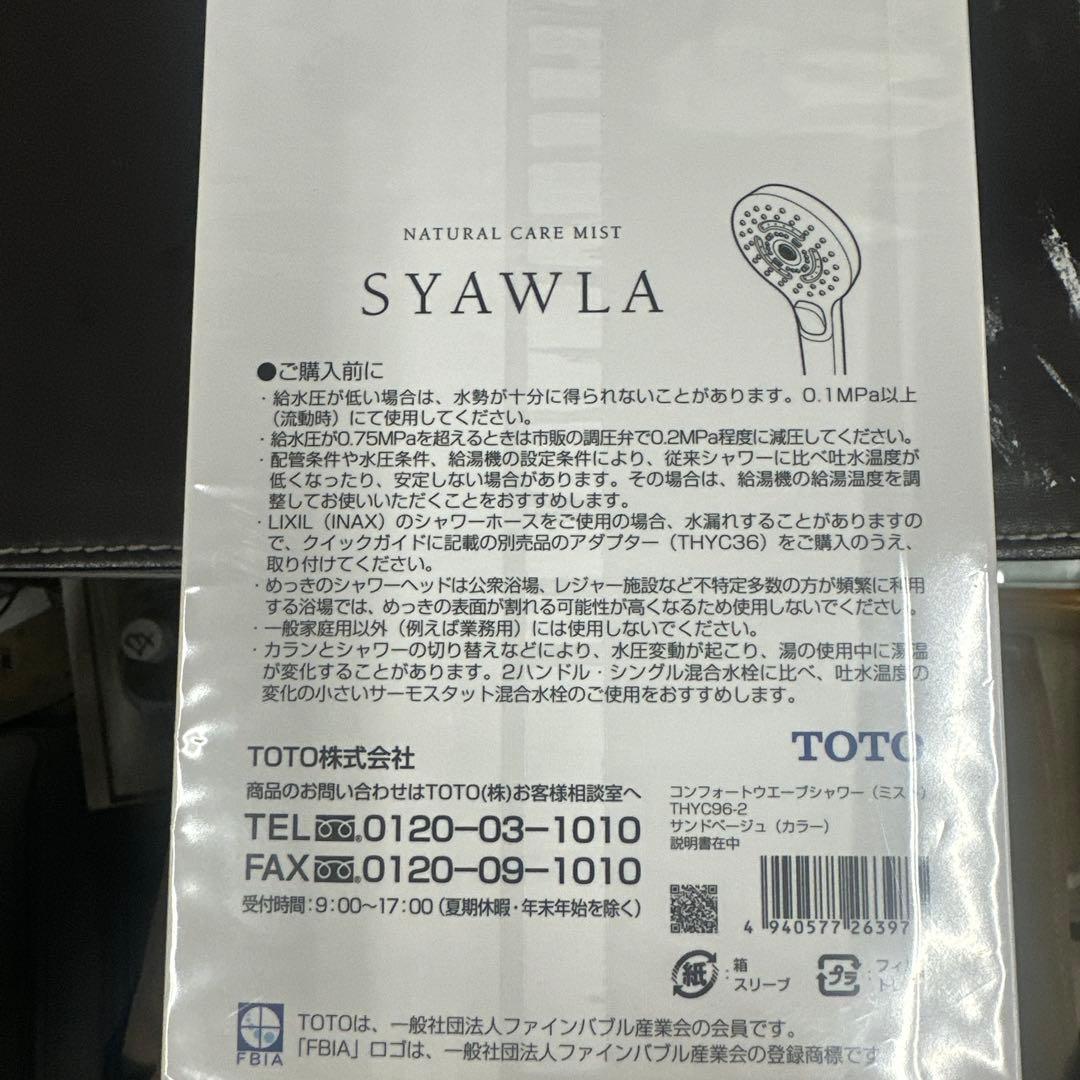 NATURAL CARE MIST
SYAWLA
●ご購入前に
・給水圧が低い場合は、水勢が十分に得られないことがあります。0.1MPa以上
（流動時）にて使用してください。
・給水圧が0.75MPaを超えるときは市販の調圧弁で0.2MPa程度に減圧してください。
・配管条件や水圧条件、給湯機の設定条件により、従来シャワーに比べ吐水温度が
低くなったり、安定しない場合があります。その場合は、給湯機の給湯温度を調
整してお使いいただくことをおすすめします。
・LIXIL（INAX）のシャワーホースをご使用の場合、水漏れすることがありますの
で、クイックガイドに記載の別売品のアダプター（THYC36）をご購入のうえ、
取り付けてください。
・めっきのシャワーヘッドは公衆浴場、レジャー施設など不特定多数の方が頻繁に利用
する浴場では、めっきの表面が割れる可能性が高くなるため使用しないでください。
・一般家庭用以外（例えば業務用）には使用しないでください。
・カランとシャワーの切り替えなどにより、水圧変動が起こり、湯の使用中に湯温
が変化することがあります。2ハンドル・シングル混合水栓に比べ、吐水温度の
変化の小さいサーモスタット混合水栓のご使用をおすすめします。
TOTO株式会社
商品のお問い合わせはTOTO(株)お客様相談室へ
TEL 0120-03-1010
FAX 0120-09-1010
受付時間:9:00〜17:00(夏期休暇・年末年始を除く)
TOTO
コンフォートウエーブシャワー（ミスト）
THYC96-2
サンドベージュ（カラー）
説明書在中
4 940577 26397
紙 : 箱
スリーブ
プラ : フィ
ト
FBIA
TOTOは、一般社団法人ファインバブル産業会の会員です。
「FBIA」ロゴは、一般社団法人ファインバブル産業会の登録商標です